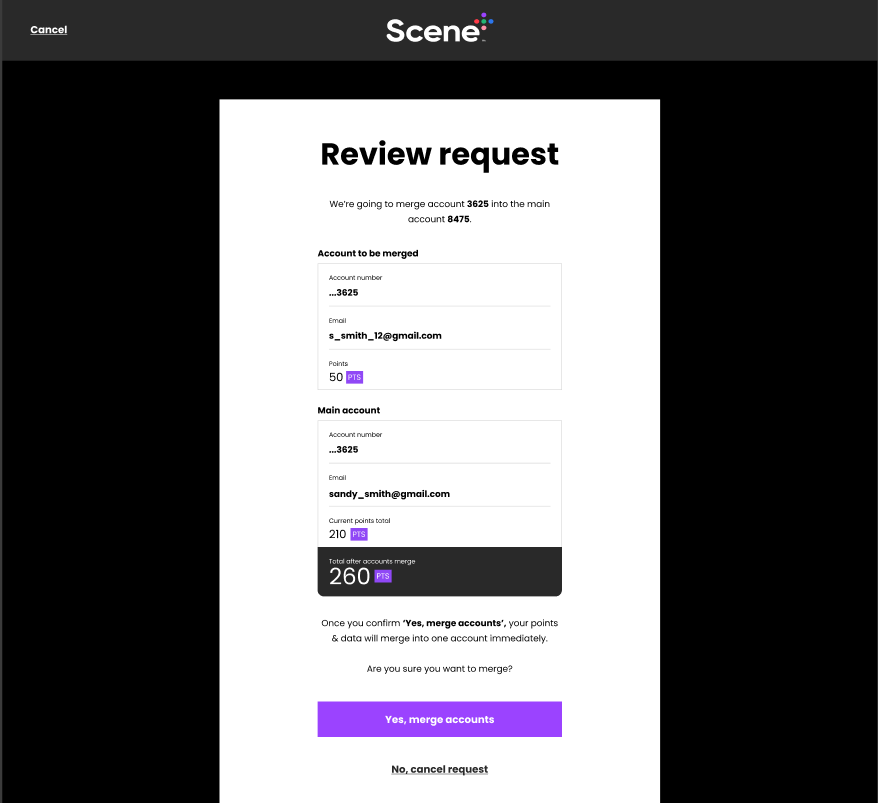 Cancel
Scene
Review request
We're going to merge account 3625 into the main
account 8475.
Account to be merged
Account number
...3625
Email
s_smith_12@gmail.com
Points
50 PTS
Main account
Account number
...3625
Email
sandy_smith@gmail.com
Current points total
210 PTS
Total after accounts merge
260 PTS
Once you confirm ‘Yes, merge accounts’, your points
& data will merge into one account immediately.
Are you sure you want to merge?
Yes, merge accounts
No, cancel request